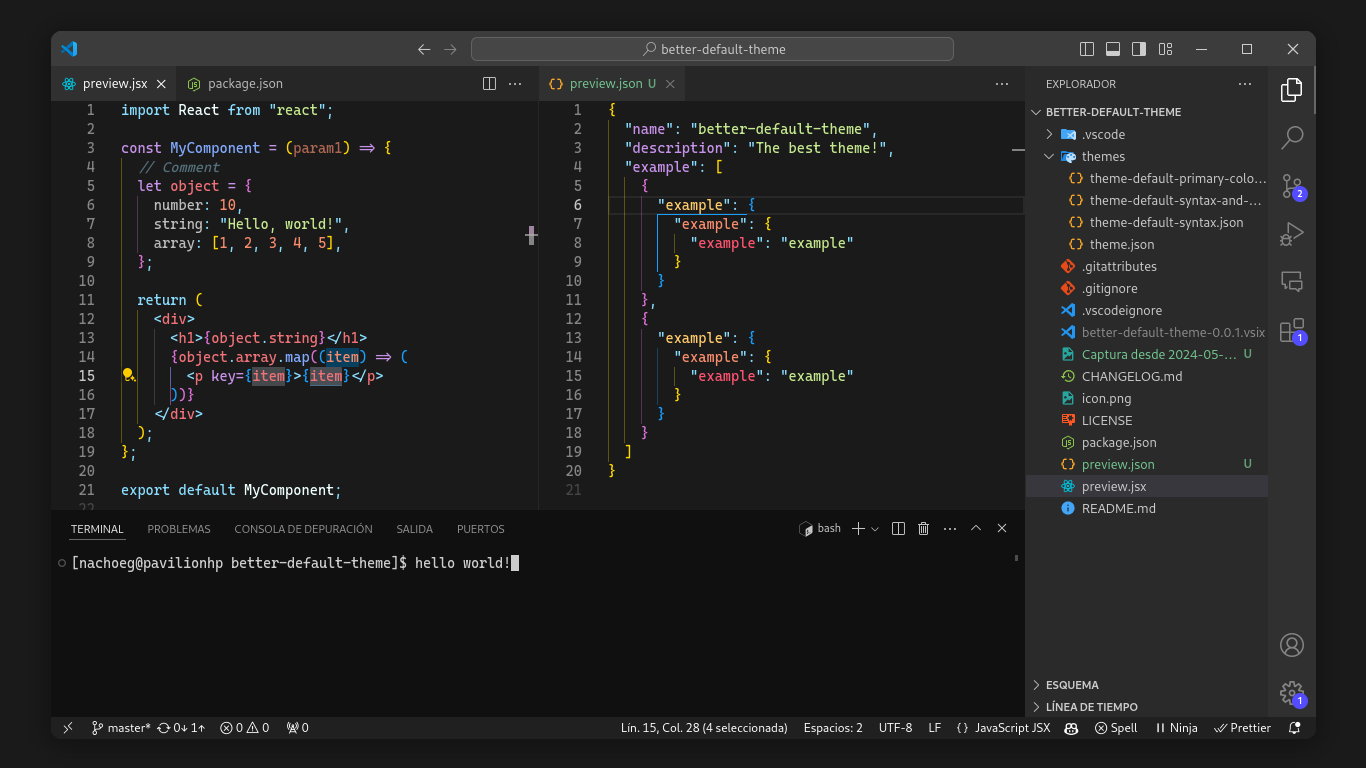 better-default-theme
preview.jsx
package.json
1 import React from "react";
2
3 const MyComponent = (param1) => {
4 // Comment
5 let object = {
6 number: 10,
7 string: "Hello, world!",
8 array: [1, 2, 3, 4, 5],
9 };
10
11 return (
12 <div>
13 <h1>{object.string}</h1>
14 {object.array.map((item) => (
15 <p key={item}>{item}</p>
16 ))}
17 </div>
18 );
19 };
20
21 export default MyComponent;
22
preview.json U
1 {
2 "name": "better-default-theme",
3 "description": "The best theme!",
4 "example": [
5 {
6 "example": {
7 "example": {
8 "example": "example"
9 }
10 }
11 },
12 {
13 "example": {
14 "example": {
15 "example": "example"
16 }
17 }
18 }
19 ]
20 }
21
EXPLORADOR
BETTER-DEFAULT-THEME
.vscode
themes
theme-default-primary-colo...
theme-default-syntax-and-...
theme-default-syntax.json
theme.json
.gitattributes
.gitignore
.vscodeignore
better-default-theme-0.0.1.vsix
Captura desde 2024-05-... U
CHANGELOG.md
icon.png
LICENSE
package.json
preview.json U
preview.jsx
README.md
ESQUEMA
LÍNEA DE TIEMPO
2
1
1
TERMINAL PROBLEMAS CONSOLA DE DEPURACIÓN SALIDA PUERTOS
bash
[nachoeg@pavilionhp better-default-theme]$ hello world!
master* 0↓ 1↑ 0 0 0
Lín. 15, Col. 28 (4 seleccionada) Espacios: 2 UTF-8 LF {} JavaScript JSX Spell Ninja Prettier